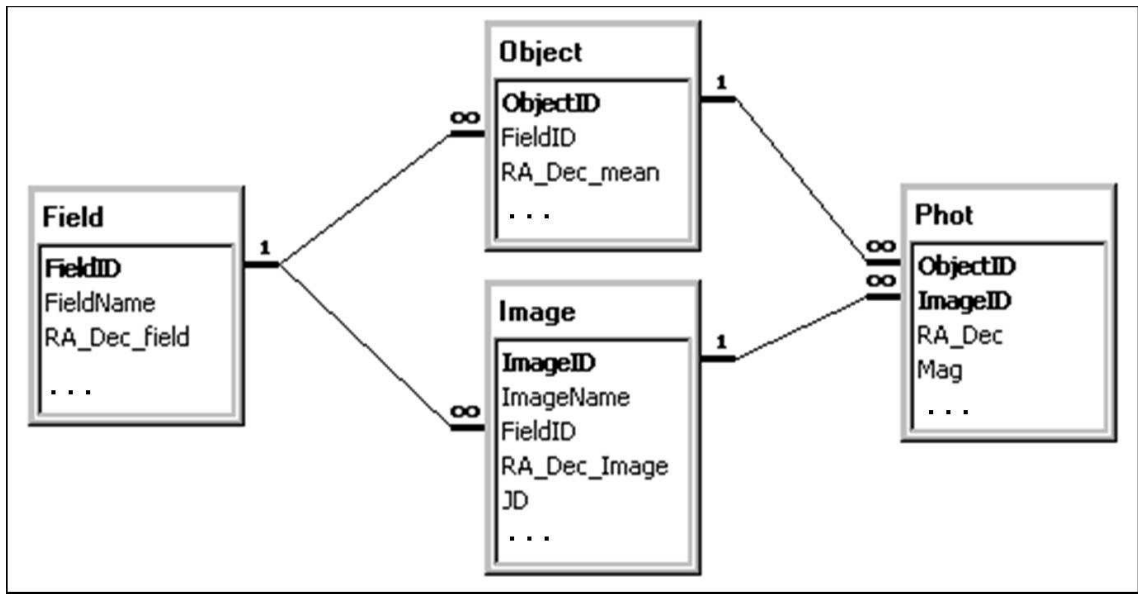 Object
ObjectID
FieldID
RA_Dec_mean
. . .
1
∞
Field
FieldID
FieldName
RA_Dec_field
. . .
1
∞
Image
ImageID
ImageName
FieldID
RA_Dec_Image
JD
. . .
1
Phot
∞
ObjectID
∞
ImageID
RA_Dec
Mag
. . .